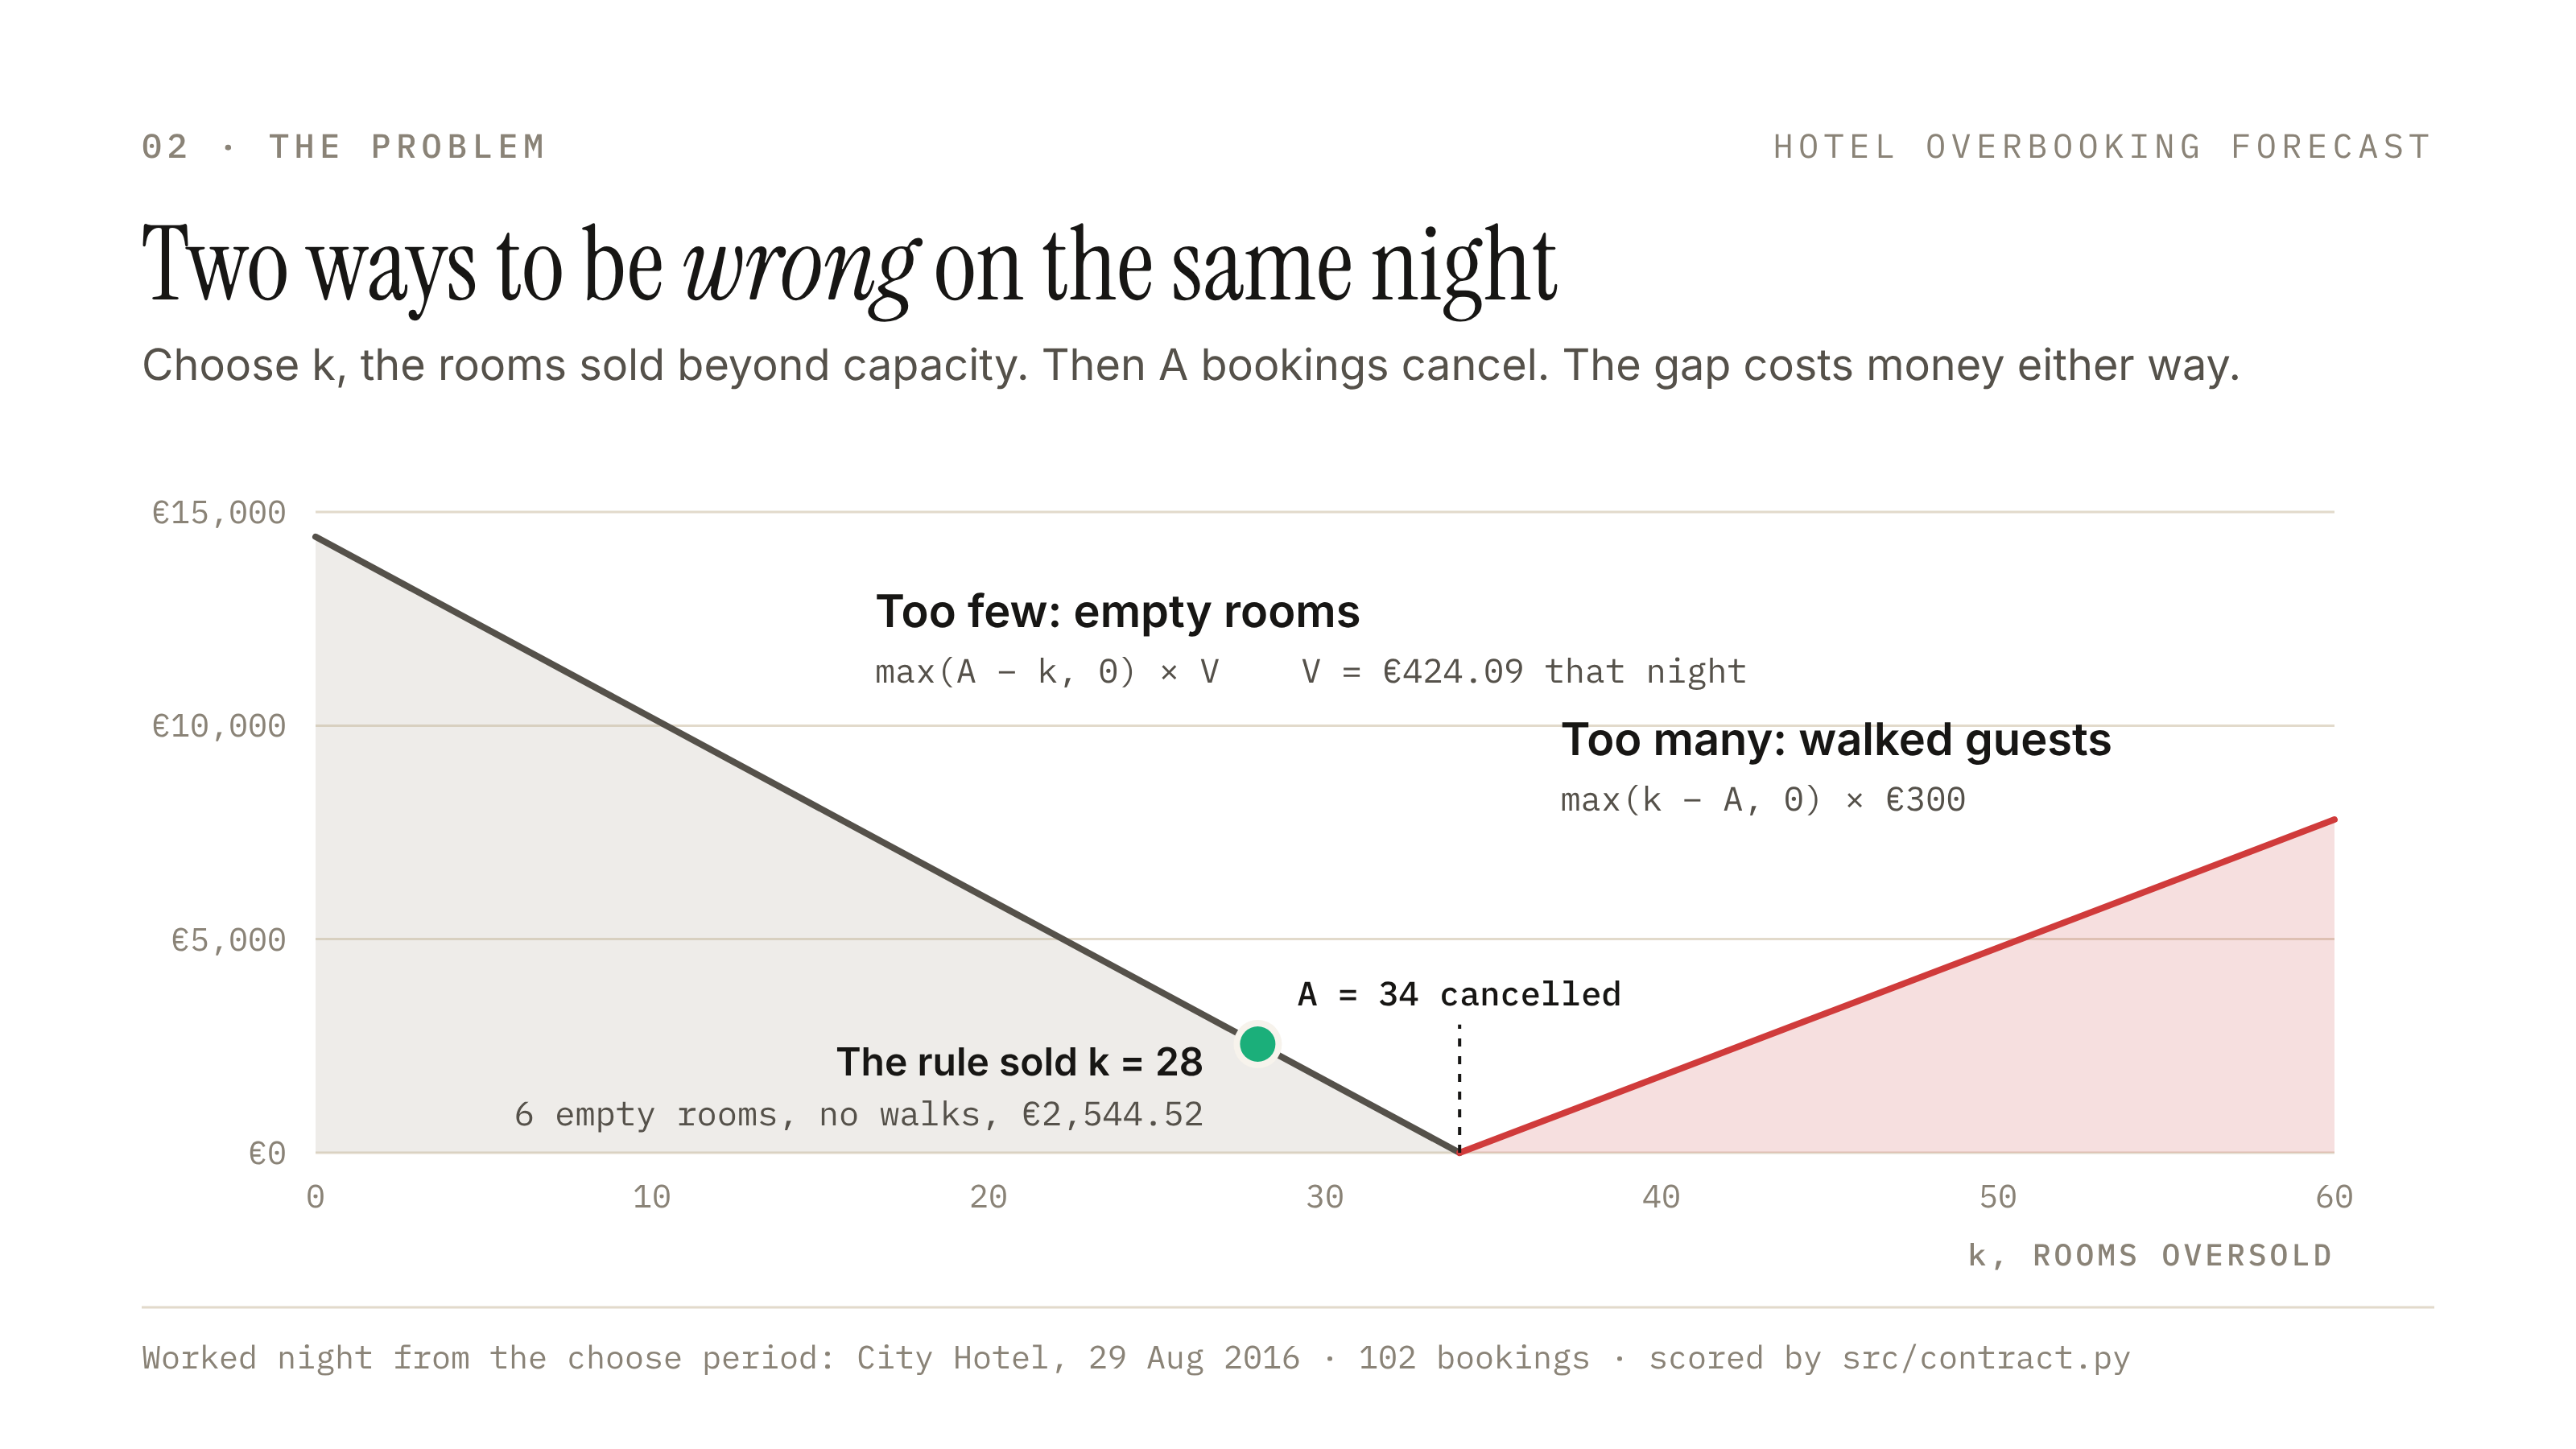 02 · THE PROBLEM
HOTEL OVERBOOKING FORECAST
Two ways to be wrong on the same night
Choose k, the rooms sold beyond capacity. Then A bookings cancel. The gap costs money either way.
€15,000
Too few: empty rooms
max(A − k, 0) × V    V = €424.09 that night
€10,000
Too many: walked guests
max(k − A, 0) × €300
€5,000
A = 34 cancelled
The rule sold k = 28
6 empty rooms, no walks, €2,544.52
€0
0 10 20 30 40 50 60
k, ROOMS OVERSOLD
Worked night from the choose period: City Hotel, 29 Aug 2016 · 102 bookings · scored by src/contract.py